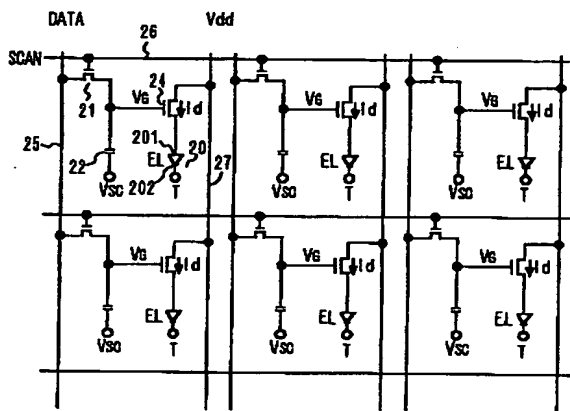 DATA Vdd
26
SCAN
24
21 VG Id VG Id VG Id
201
25 22 EL 20 27 EL EL
202
VSC T VSC T VSC T
VG Id VG Id VG Id
EL EL EL
VSC T VSC T VSC T